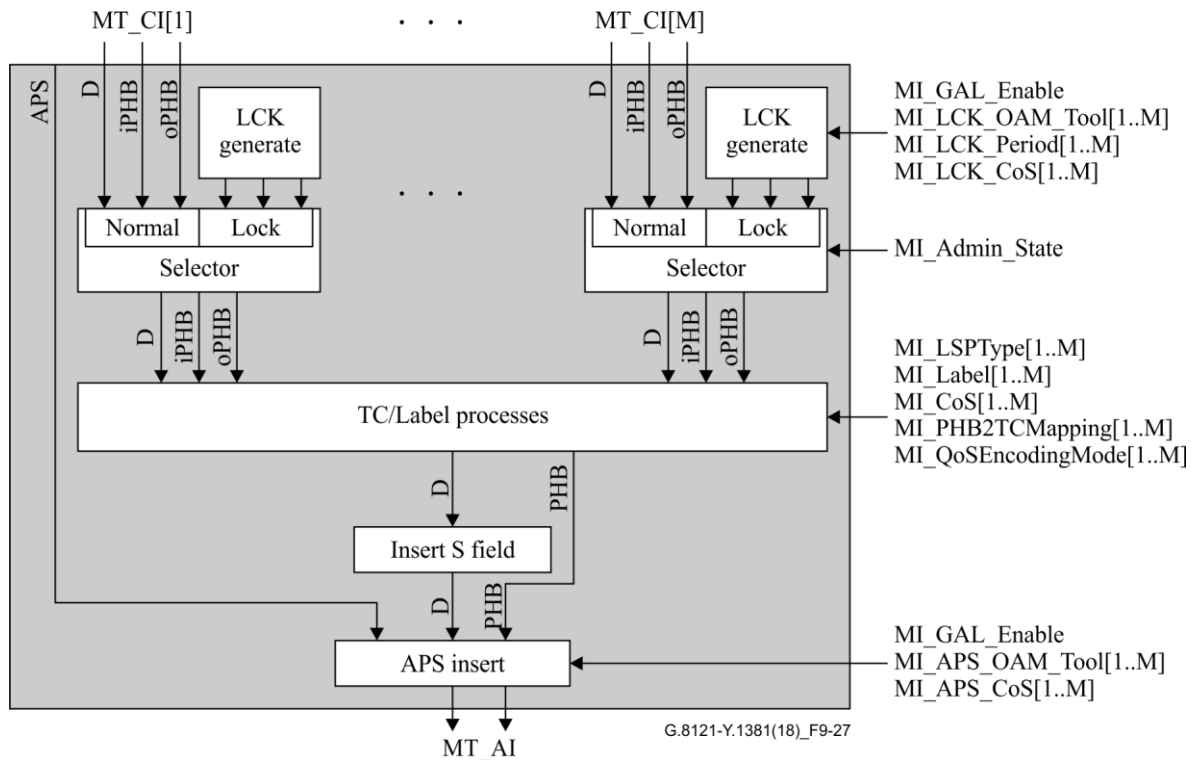 MT_CI[1]
. . .
MT_CI[M]
APS
D
iPHB
oPHB
LCK
generate
D
iPHB
oPHB
LCK
generate
MI_GAL_Enable
MI_LCK_OAM_Tool[1..M]
MI_LCK_Period[1..M]
MI_LCK_CoS[1..M]
. . .
Normal
Lock
Selector
Normal
Lock
Selector
MI_Admin_State
D
iPHB
oPHB
D
iPHB
oPHB
TC/Label processes
MI_LSPType[1..M]
MI_Label[1..M]
MI_CoS[1..M]
MI_PHB2TCMapping[1..M]
MI_QoSEncodingMode[1..M]
D
PHB
Insert S field
D
PHB
APS insert
MI_GAL_Enable
MI_APS_OAM_Tool[1..M]
MI_APS_CoS[1..M]
MT_AI
G.8121-Y.1381(18)_F9-27